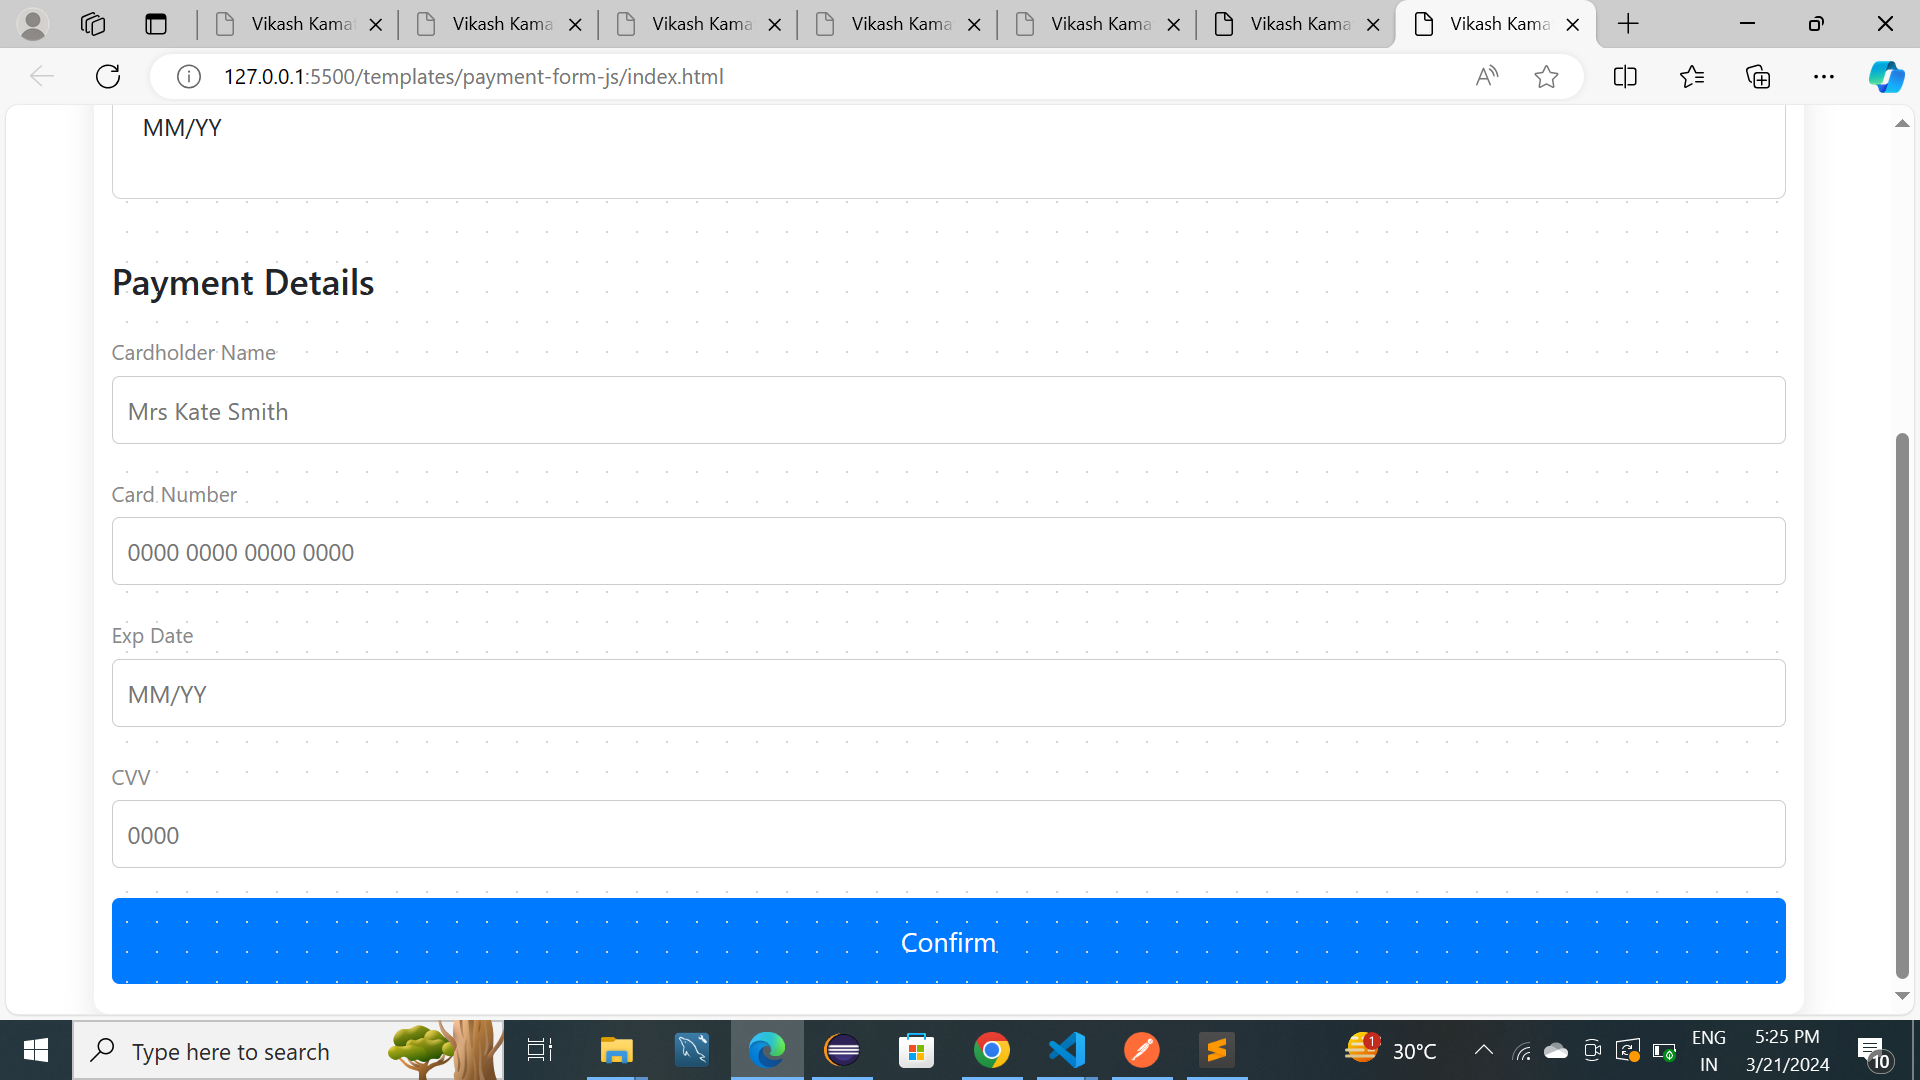 Vikash Kama
Vikash Kama
Vikash Kama
Vikash Kama
Vikash Kama
Vikash Kama
Vikash Kama
127.0.0.1:5500/templates/payment-form-js/index.html
MM/YY
Payment Details
Cardholder Name
Mrs Kate Smith
Card Number
0000 0000 0000 0000
Exp Date
MM/YY
CVV
0000
Confirm
Type here to search
1
30°C
ENG
IN
5:25 PM
3/21/2024
10